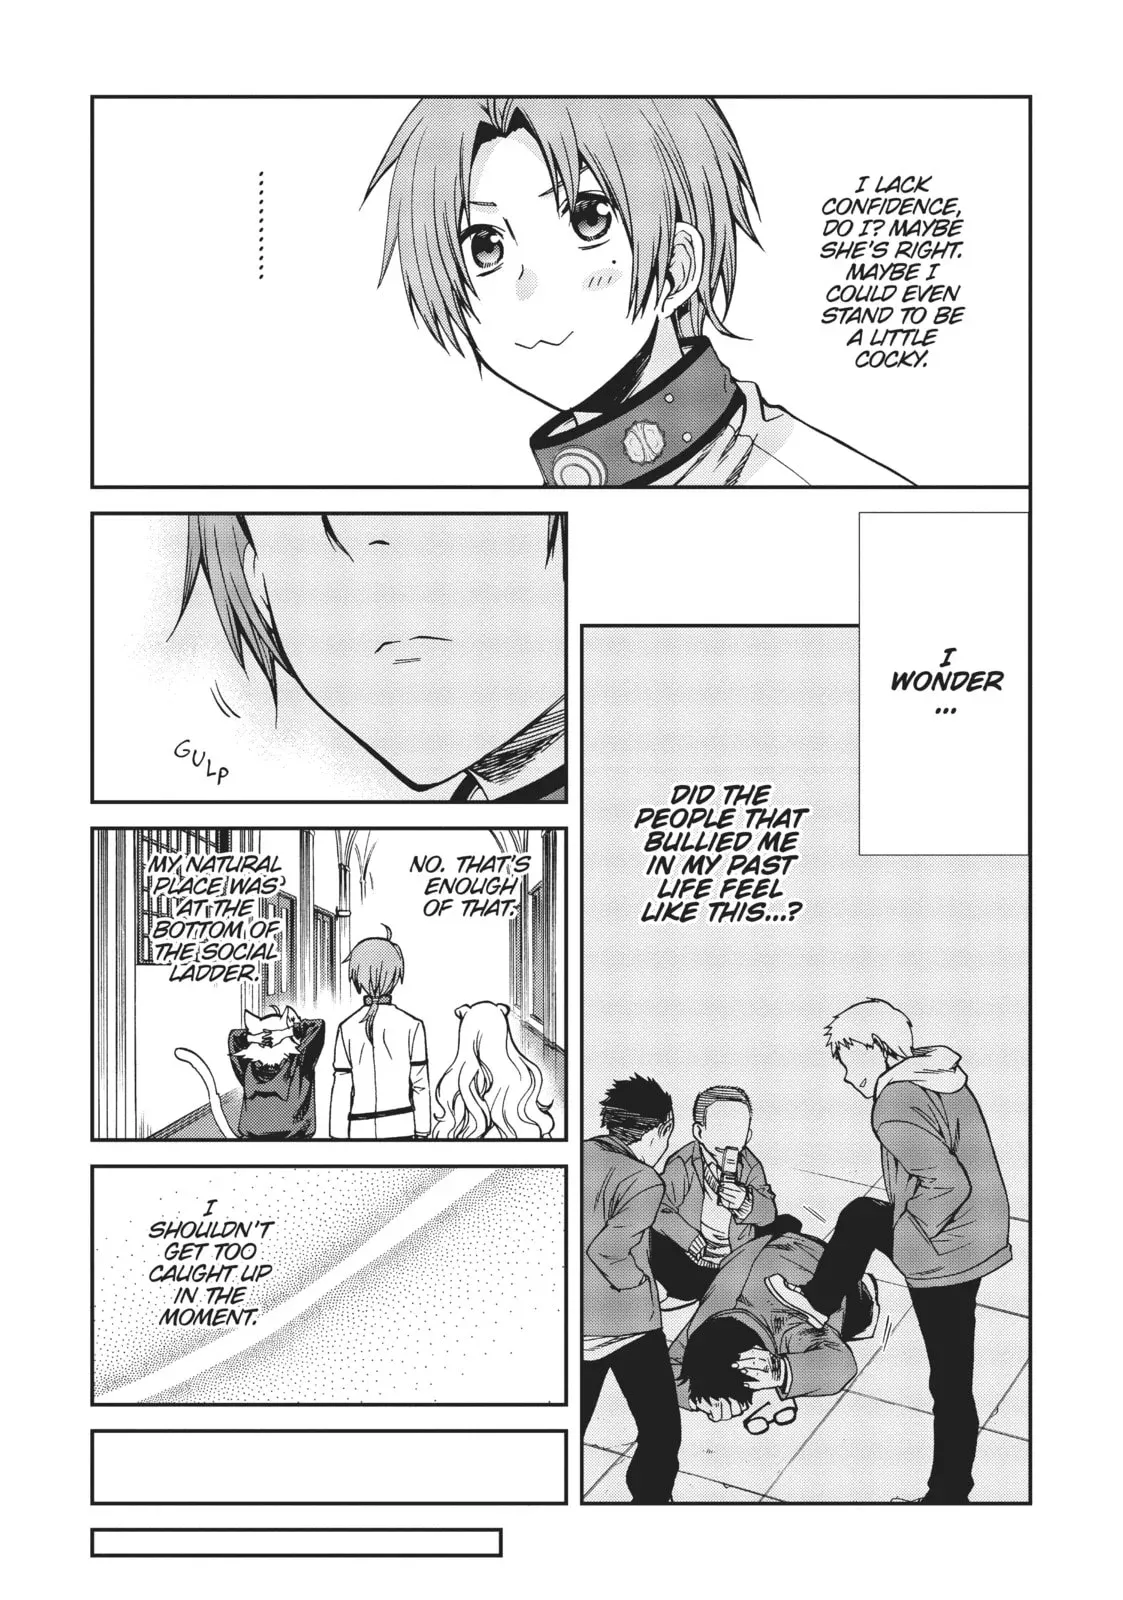 I LACK
CONFIDENCE,
DO I? MAYBE
SHE'S RIGHT.
MAYBE I
COULD EVEN
STAND TO BE
A LITTLE
COCKY.
.........
I
WONDER
...
DID THE
PEOPLE THAT
BULLIED ME
IN MY PAST
LIFE FEEL
LIKE THIS...?
GULP
NO. THAT'S
ENOUGH
OF THAT.
MY NATURAL
PLACE WAS
AT THE
BOTTOM OF
THE SOCIAL
LADDER.
I
SHOULDN'T
GET TOO
CAUGHT UP
IN THE
MOMENT.